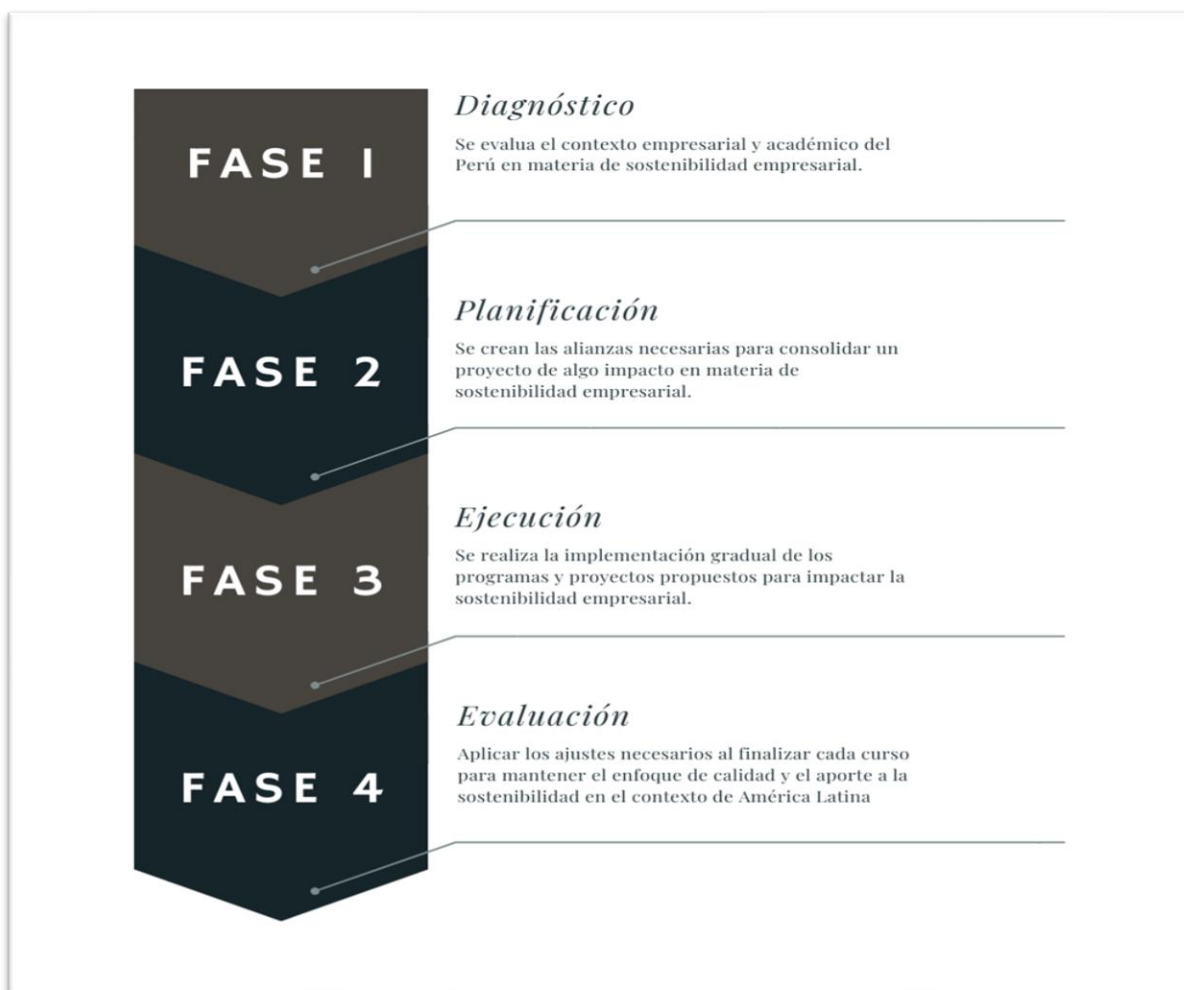 FASE 1
Diagnóstico
Se evalua el contexto empresarial y académico del
Perú en materia de sostenibilidad empresarial.
FASE 2
Planificación
Se crean las alianzas necesarias para consolidar un
proyecto de algo impacto en materia de
sostenibilidad empresarial.
FASE 3
Ejecución
Se realiza la implementación gradual de los
programas y proyectos propuestos para impactar la
sostenibilidad empresarial.
FASE 4
Evaluación
Aplicar los ajustes necesarios al finalizar cada curso
para mantener el enfoque de calidad y el aporte a la
sostenibilidad en el contexto de América Latina